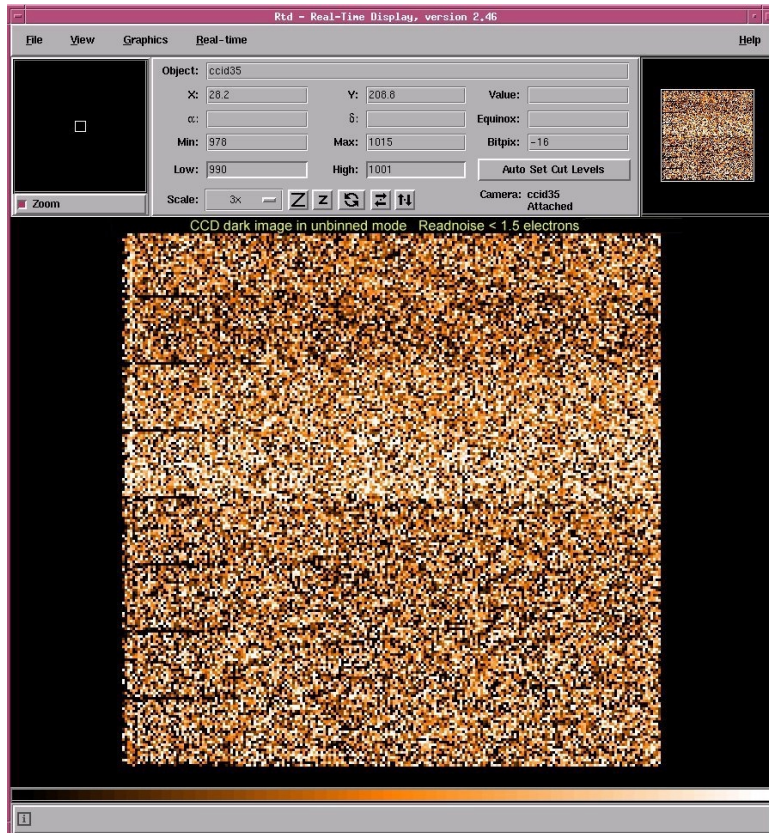 Rtd - Real-Time Display, version 2.46
File View Graphics Real-time Help
Object: ccid35
X: 28.2 Y: 208.8 Value:
α: δ: Equinox:
Min: 978 Max: 1015 Bitpix: -16
Low: 990 High: 1001 Auto Set Cut Levels
Zoom Scale: 3x Z z Camera: ccid35
Attached
CCD dark image in unbinned mode Readnoise < 1.5 electrons
i